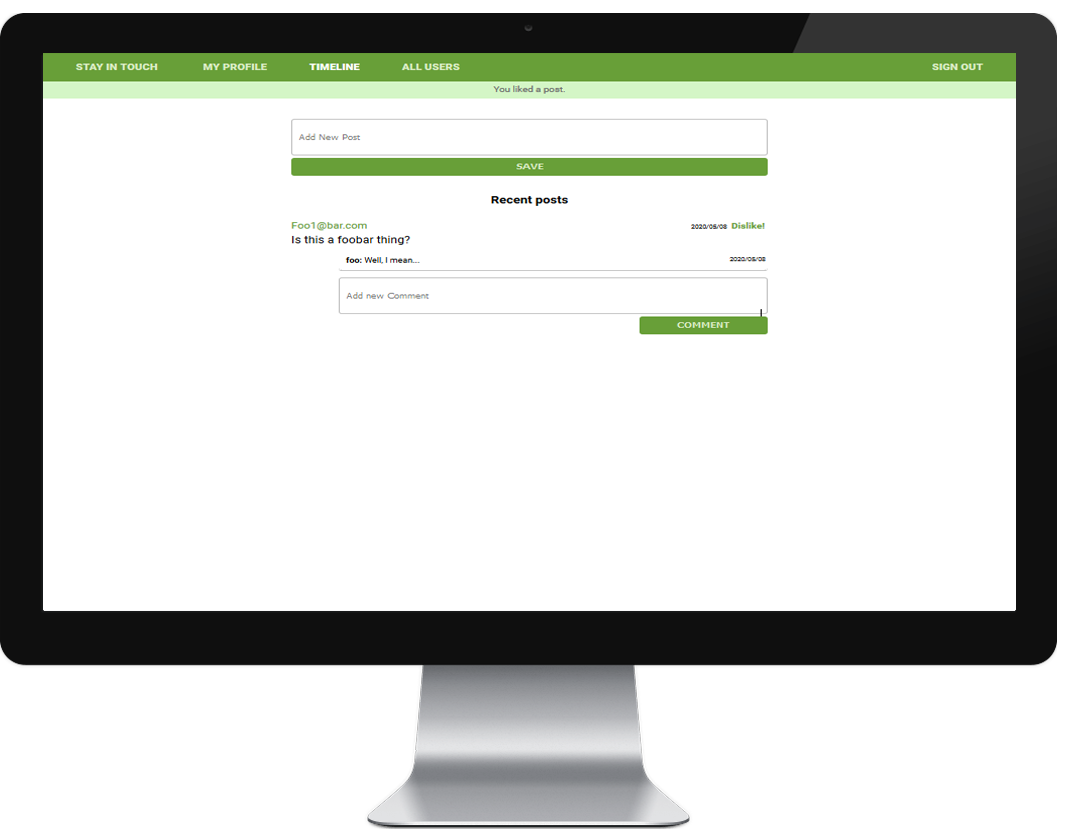 STAY IN TOUCH MY PROFILE TIMELINE ALL USERS SIGN OUT
You liked a post.
Add New Post
SAVE
Recent posts
Foo1@bar.com 2020/05/08 Dislike!
Is this a foobar thing?
foo: Well, I mean... 2020/05/08
Add new Comment
COMMENT